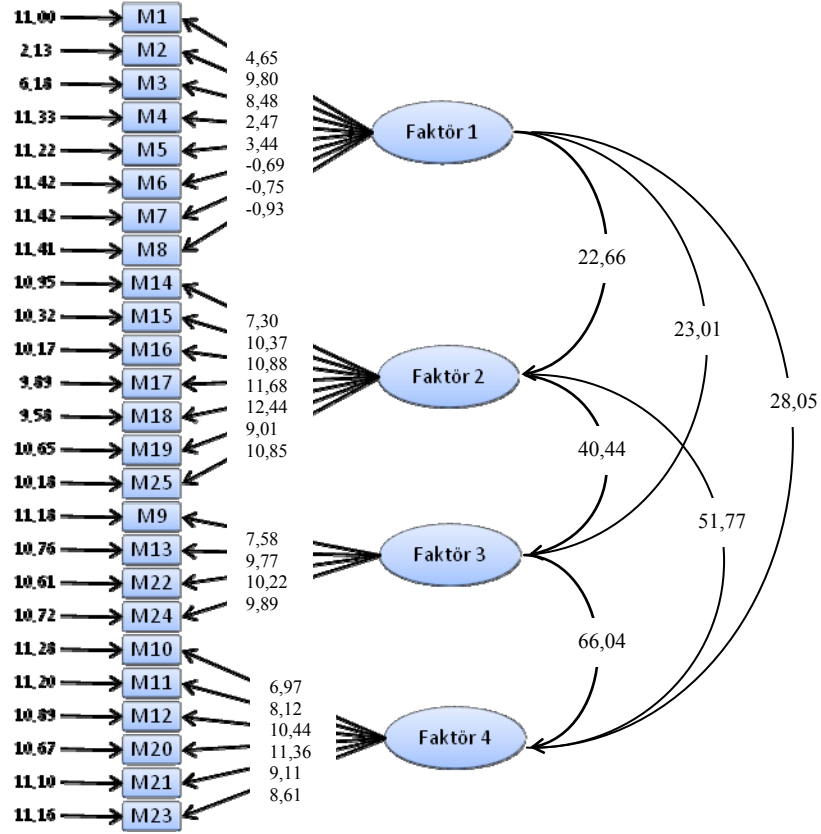 11,00 M1
2,13 M2
6,18 M3
11,33 M4
11,22 M5
11,42 M6
11,42 M7
11,41 M8
4,65
9,80
8,48
2,47
3,44
-0,69
-0,75
-0,93
Faktör 1
10,95 M14
10,32 M15
10,17 M16
9,89 M17
9,58 M18
10,65 M19
10,18 M25
7,30
10,37
10,88
11,68
12,44
9,01
10,85
Faktör 2
11,18 M9
10,76 M13
10,61 M22
10,72 M24
7,58
9,77
10,22
9,89
Faktör 3
11,28 M10
11,20 M11
10,89 M12
10,67 M20
11,10 M21
11,16 M23
6,97
8,12
10,44
11,36
9,11
8,61
Faktör 4
22,66
23,01
28,05
40,44
51,77
66,04